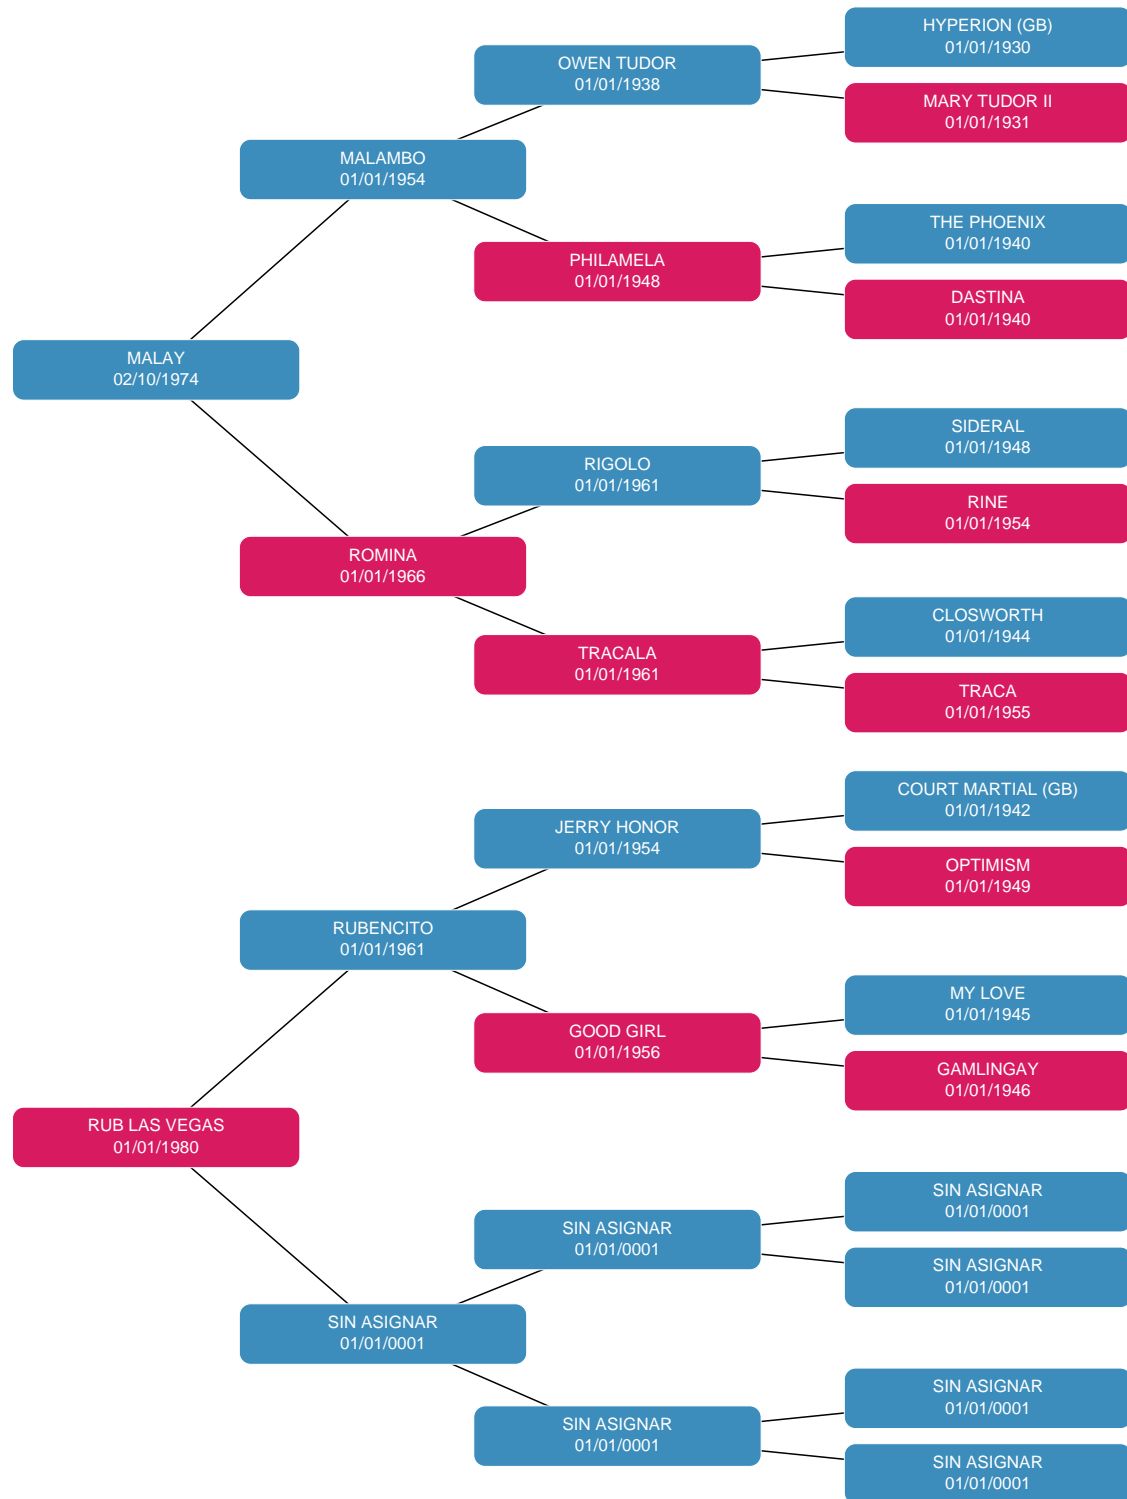 HYPERION (GB)
01/01/1930
OWEN TUDOR
01/01/1938
MARY TUDOR II
01/01/1931
MALAMBO
01/01/1954
THE PHOENIX
01/01/1940
PHILAMELA
01/01/1948
DASTINA
01/01/1940
MALAY
02/10/1974
SIDERAL
01/01/1948
RIGOLO
01/01/1961
RINE
01/01/1954
ROMINA
01/01/1966
CLOSWORTH
01/01/1944
TRACALA
01/01/1961
TRACA
01/01/1955
COURT MARTIAL (GB)
01/01/1942
JERRY HONOR
01/01/1954
OPTIMISM
01/01/1949
RUBENCITO
01/01/1961
MY LOVE
01/01/1945
GOOD GIRL
01/01/1956
GAMLINGAY
01/01/1946
RUB LAS VEGAS
01/01/1980
SIN ASIGNAR
01/01/0001
SIN ASIGNAR
01/01/0001
SIN ASIGNAR
01/01/0001
SIN ASIGNAR
01/01/0001
SIN ASIGNAR
01/01/0001
SIN ASIGNAR
01/01/0001
SIN ASIGNAR
01/01/0001